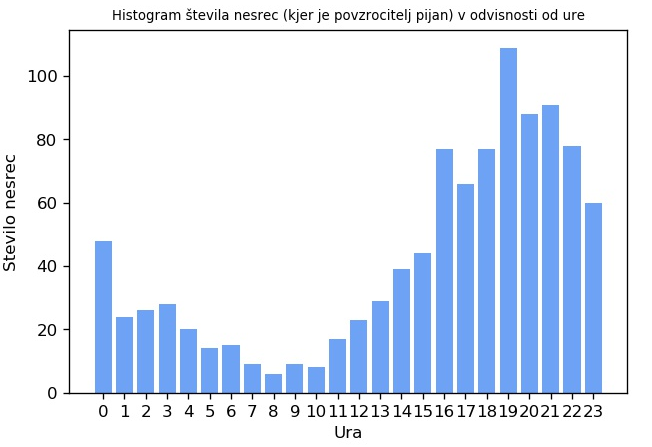 Histogram števila nesrec (kjer je povzrocitelj pijan) v odvisnosti od ure
Stevilo nesrec
100
80
60
40
20
0
0 1 2 3 4 5 6 7 8 9 10 11 12 13 14 15 16 17 18 19 20 21 22 23
Ura